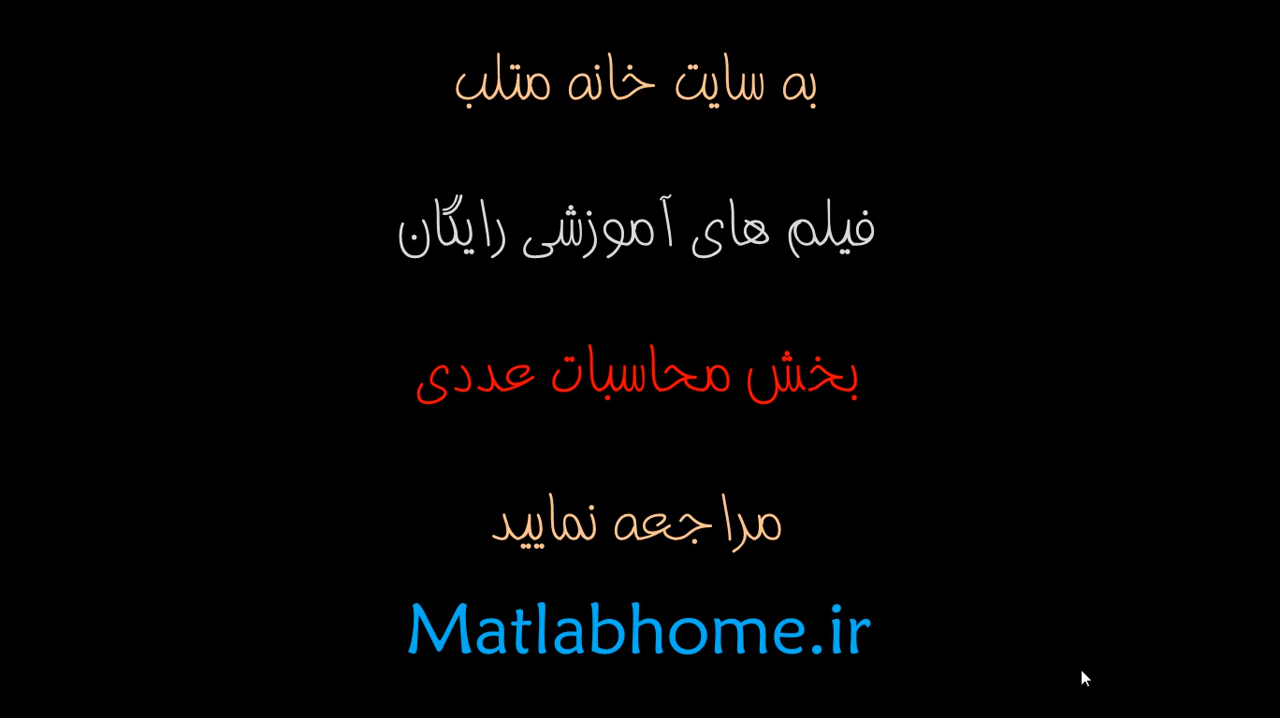 به سایت خانه متلب
فیلم های آموزشی رایگان
بخش محاسبات عددی
مراجعه نمایید
Matlabhome.ir